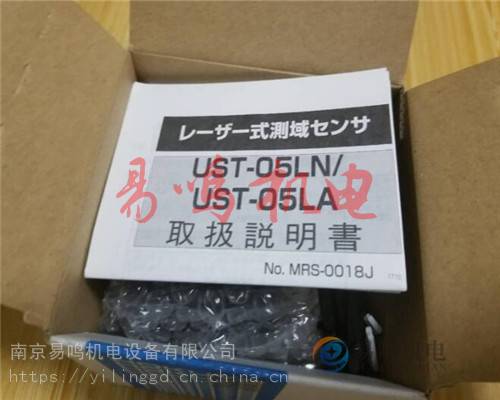 レーザー式測域センサ
UST-05LN/
UST-05LA
易鸣机电
取扱説明書
No. MRS-0018J
电
南京易鸣机电设备有限公司
https://yilinggd.cn.china.cn